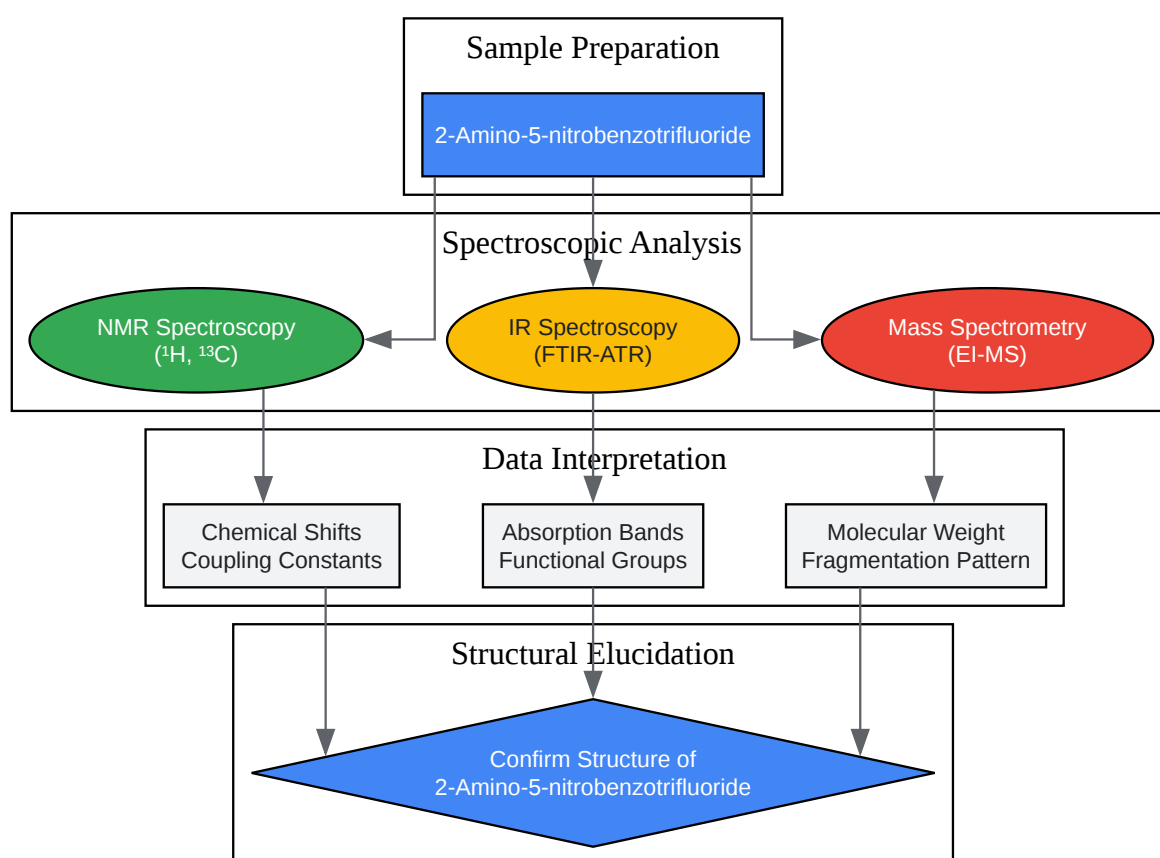 Sample Preparation
2-Amino-5-nitrobenzotrifluoride
Spectroscopic Analysis
NMR Spectroscopy
(¹H, ¹³C)
IR Spectroscopy
(FTIR-ATR)
Mass Spectrometry
(EI-MS)
Data Interpretation
Chemical Shifts
Coupling Constants
Absorption Bands
Functional Groups
Molecular Weight
Fragmentation Pattern
Structural Elucidation
Confirm Structure of
2-Amino-5-nitrobenzotrifluoride